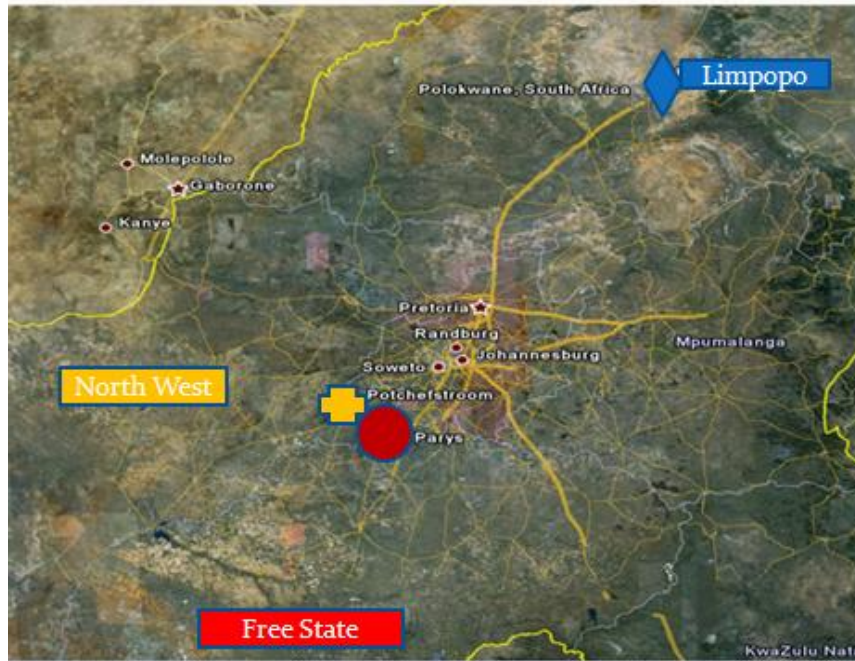 Limpopo
Polokwane, South Africa
Molepolole
Gaborone
Kanye
Pretoria
Randburg
Johannesburg
Mpumalanga
Soweto
North West
Potchefstroom
Parys
Free State
KwaZulu Nat